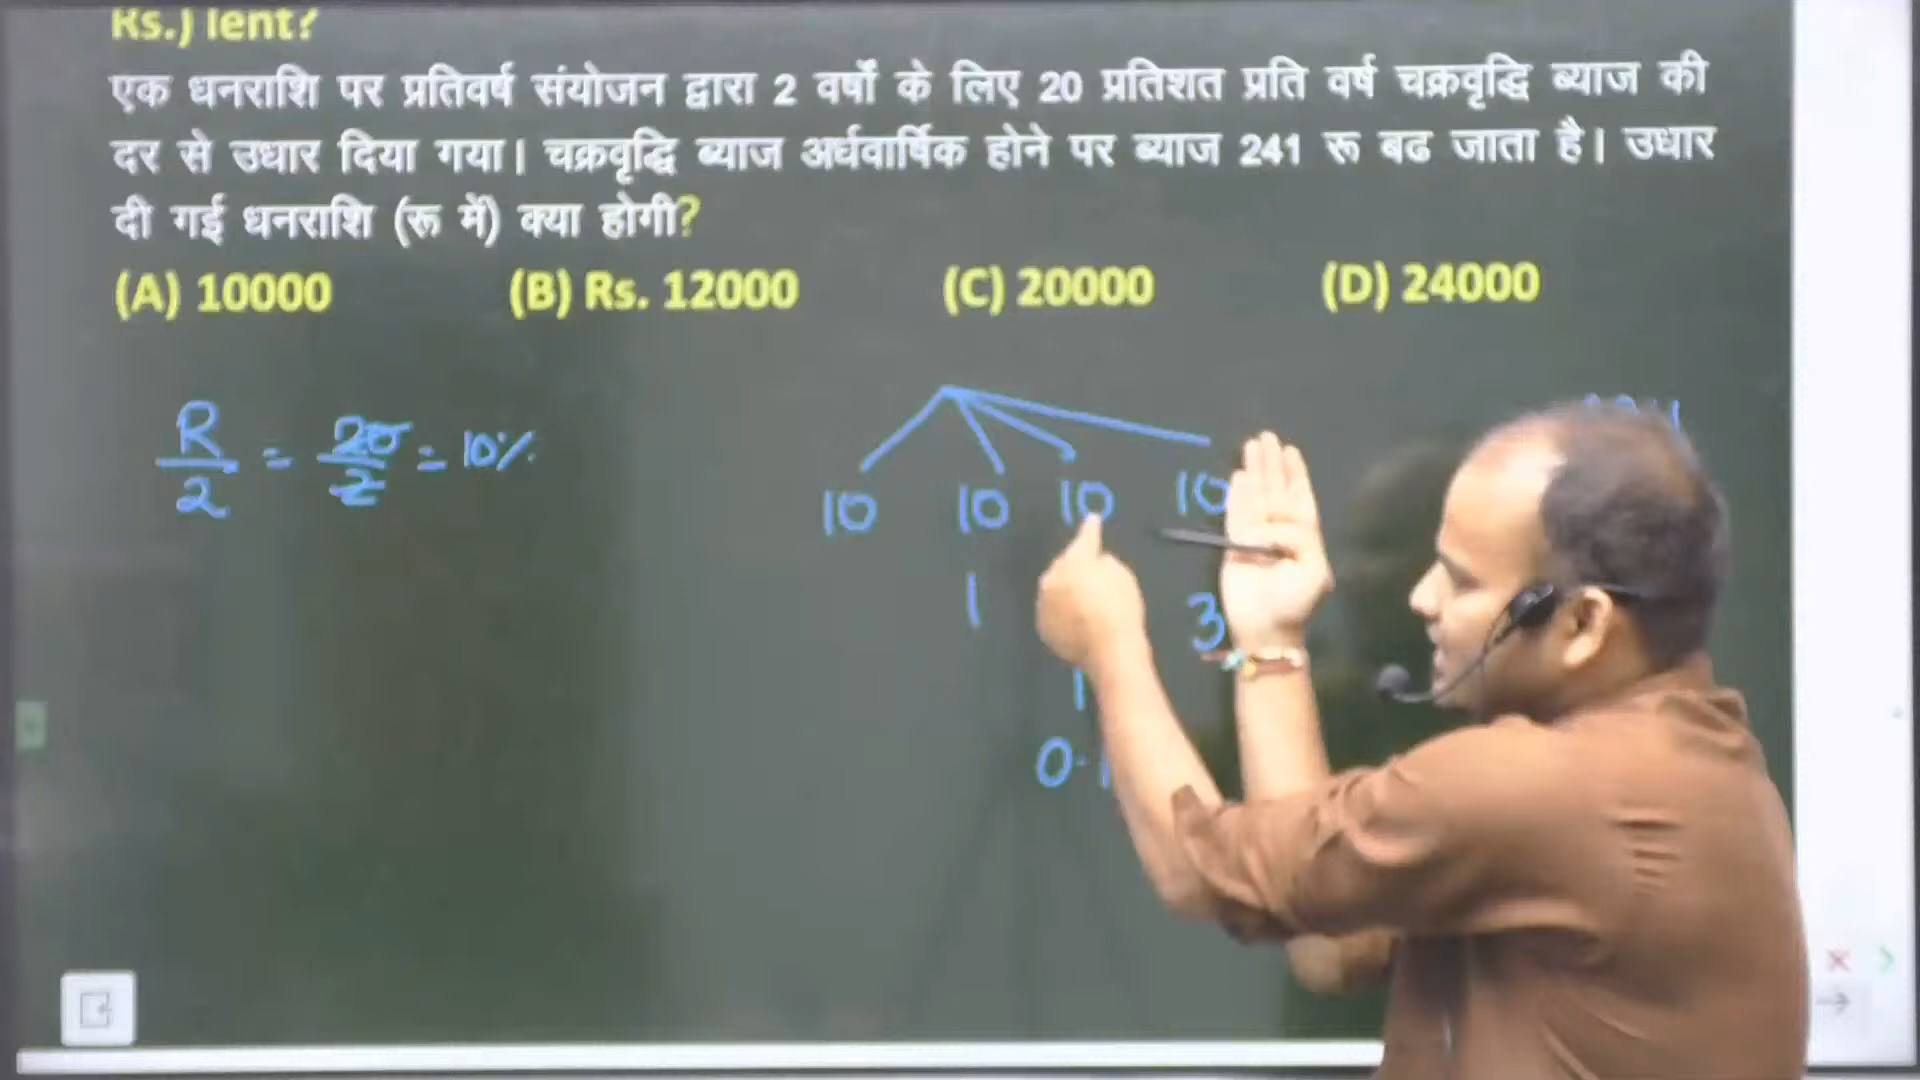 Rs.) lent?
एक धनराशि पर प्रतिवर्ष संयोजन द्वारा 2 वर्षों के लिए 20 प्रतिशत प्रति वर्ष चक्रवृद्धि ब्याज की
दर से उधार दिया गया। चक्रवृद्धि ब्याज अर्धवार्षिक होने पर ब्याज 241 रू बढ जाता है। उधार
दी गई धनराशि (रू में) क्या होगी?
(A) 10000 (B) Rs. 12000 (C) 20000 (D) 24000
R/2 = 20/2 = 10%
10 10 10 10
1 3
1